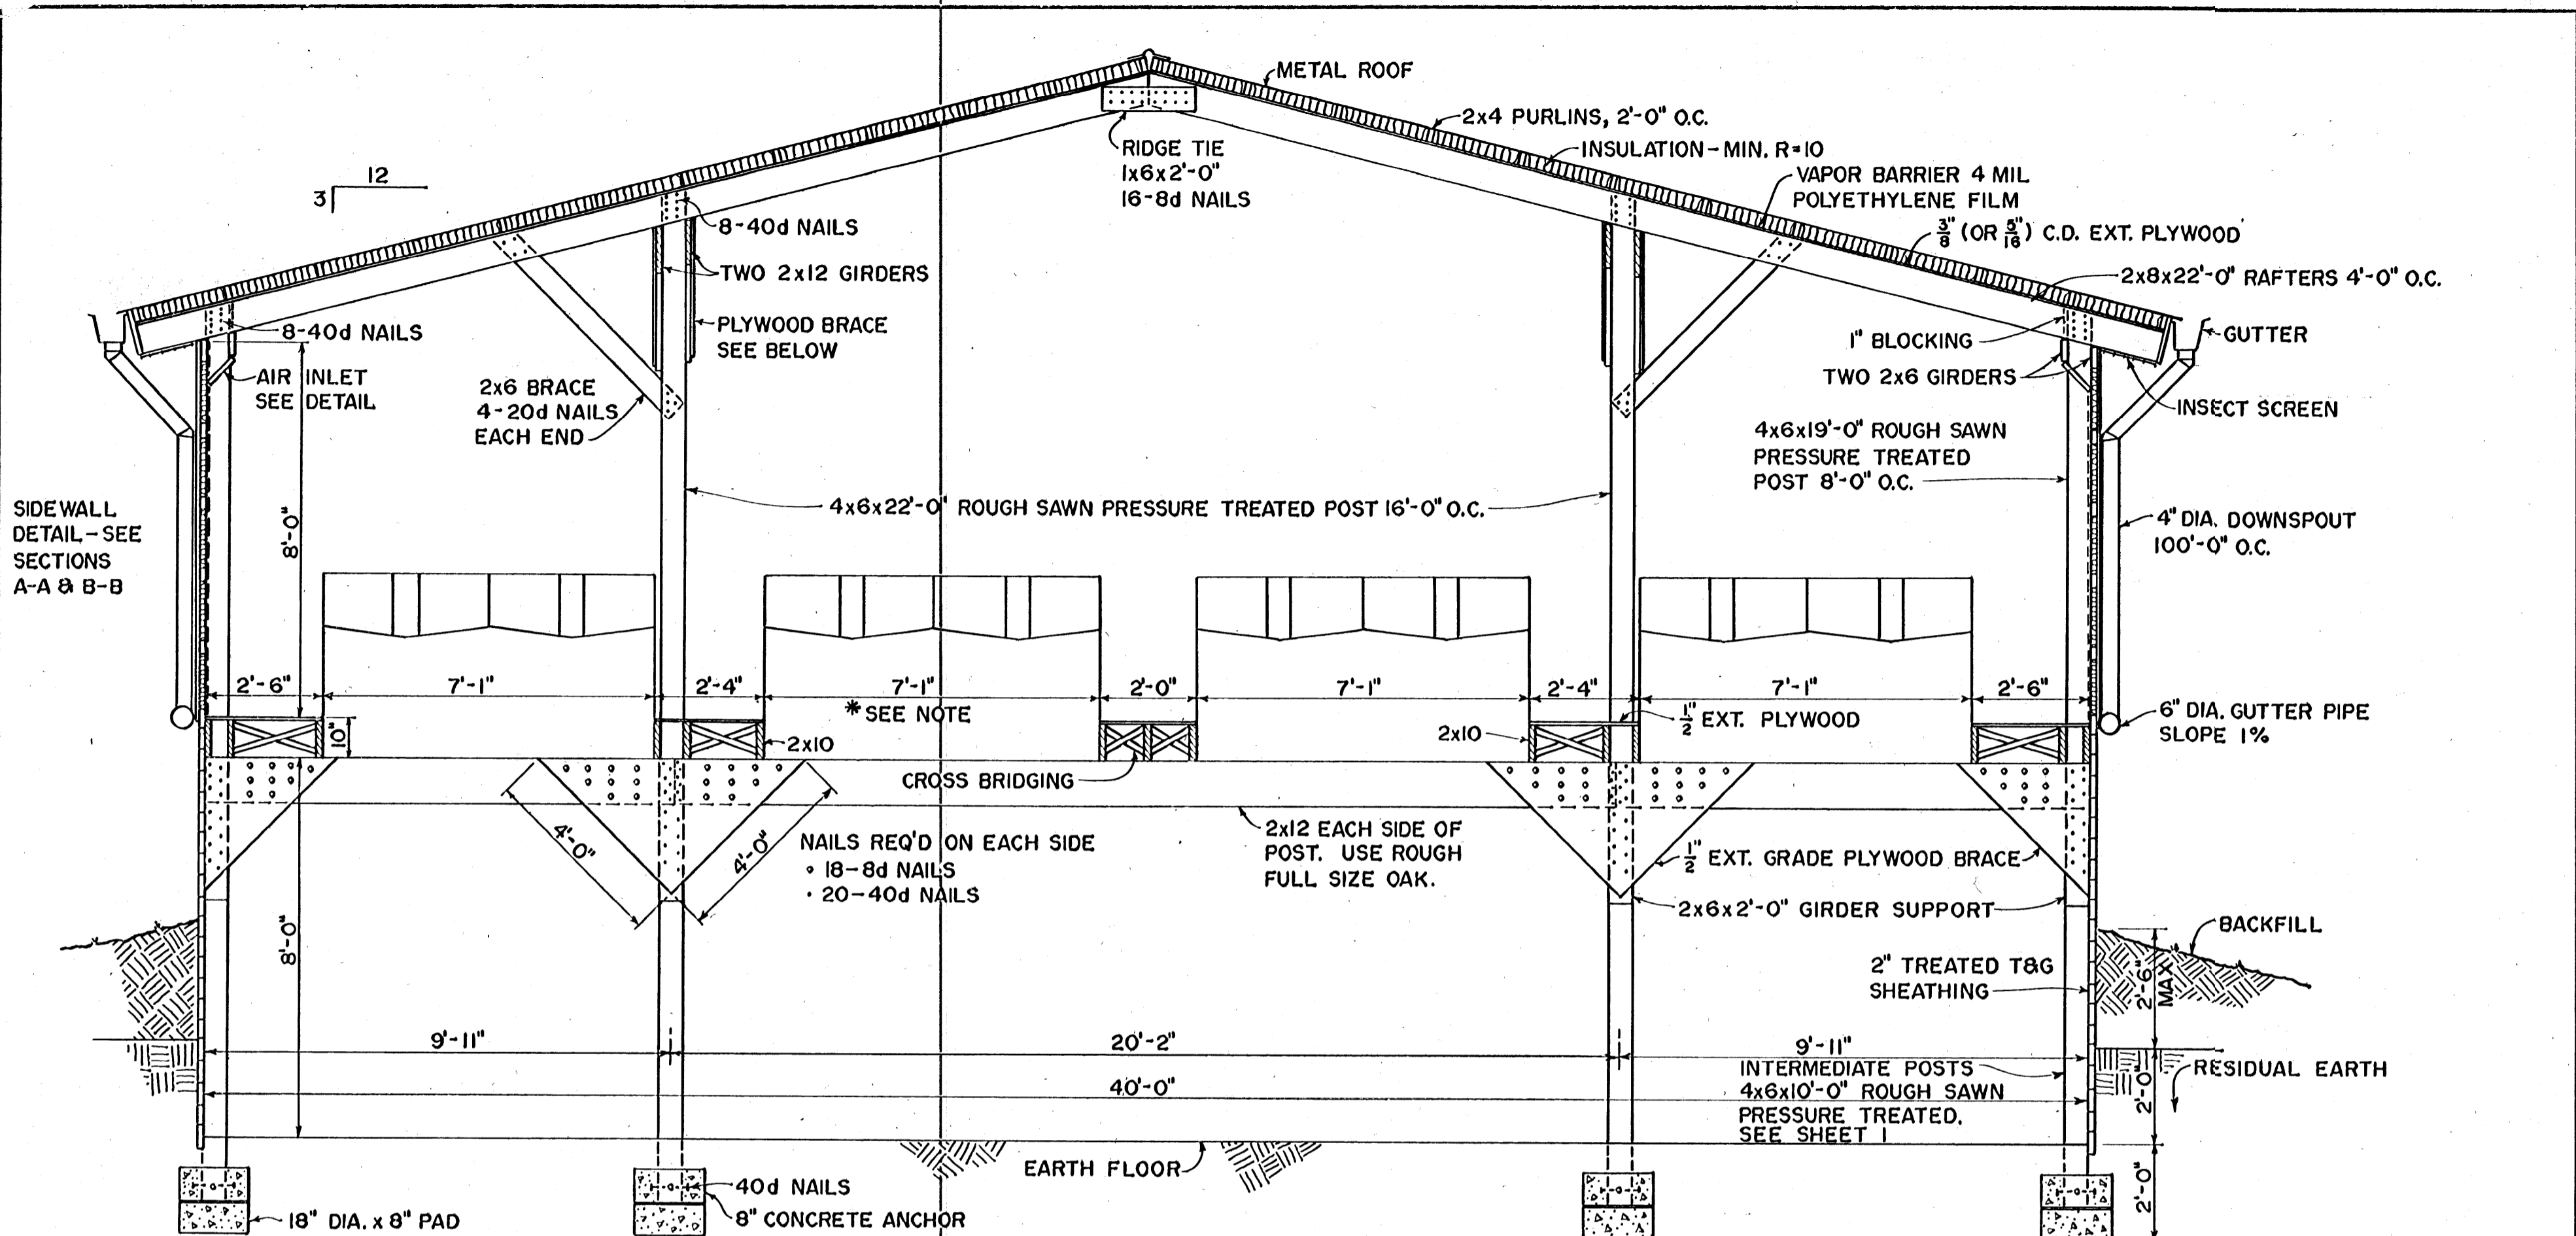 METAL ROOF
2x4 PURLINS, 2'-0" O.C.
RIDGE TIE
1x6x2'-0"
16-8d NAILS
INSULATION-MIN. R=10
VAPOR BARRIER 4 MIL
POLYETHYLENE FILM
12
3
8-40d NAILS
3/8" (OR 5/16") C.D. EXT. PLYWOOD
TWO 2x12 GIRDERS
2x8x22'-0" RAFTERS 4'-0" O.C.
8-40d NAILS
PLYWOOD BRACE
SEE BELOW
1" BLOCKING
GUTTER
AIR INLET
SEE DETAIL
2x6 BRACE
4-20d NAILS
EACH END
TWO 2x6 GIRDERS
INSECT SCREEN
4x6x19'-0" ROUGH SAWN
PRESSURE TREATED
POST 8'-0" O.C.
SIDEWALL
DETAIL-SEE
SECTIONS
A-A & B-B
8'-0"
4x6x22'-0" ROUGH SAWN PRESSURE TREATED POST 16'-0" O.C.
4" DIA. DOWNSPOUT
100'-0" O.C.
2'-6"
7'-1"
2'-4"
7'-1"
2'-0"
7'-1"
2'-4"
7'-1"
2'-6"
*SEE NOTE
1/2" EXT. PLYWOOD
6" DIA. GUTTER PIPE
SLOPE 1%
10"
2x10
2x10
CROSS BRIDGING
4'-0"
4'-0"
NAILS REQ'D ON EACH SIDE
∘ 18-8d NAILS
· 20-40d NAILS
2x12 EACH SIDE OF
POST. USE ROUGH
FULL SIZE OAK.
1/2" EXT. GRADE PLYWOOD BRACE
2x6x2'-0" GIRDER SUPPORT
BACKFILL
8'-0"
2" TREATED T&G
SHEATHING
2'-6"
MAX
9'-11"
20'-2"
9'-11"
INTERMEDIATE POSTS
4x6x10'-0" ROUGH SAWN
PRESSURE TREATED.
SEE SHEET 1
RESIDUAL EARTH
40'-0"
2'-0"
EARTH FLOOR
40d NAILS
8" CONCRETE ANCHOR
18" DIA. x 8" PAD
2'-0"